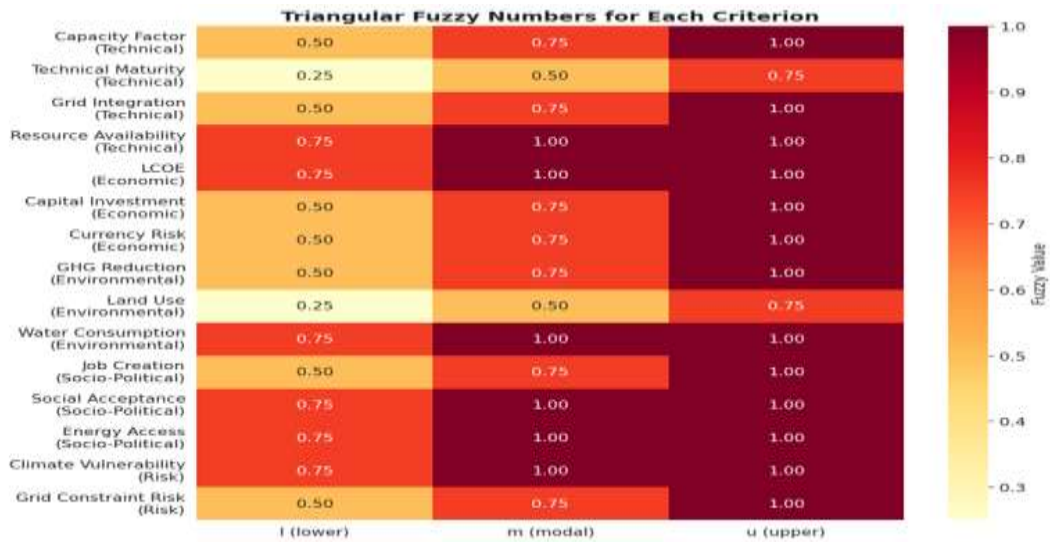 Triangular Fuzzy Numbers for Each Criterion
Capacity Factor
(Technical)
0.50 0.75 1.00
Technical Maturity
(Technical)
0.25 0.50 0.75
Grid Integration
(Technical)
0.50 0.75 1.00
Resource Availability
(Technical)
0.75 1.00 1.00
LCOE
(Economic)
0.75 1.00 1.00
Capital Investment
(Economic)
0.50 0.75 1.00
Currency Risk
(Economic)
0.50 0.75 1.00
GHG Reduction
(Environmental)
0.50 0.75 1.00
Land Use
(Environmental)
0.25 0.50 0.75
Water Consumption
(Environmental)
0.75 1.00 1.00
Job Creation
(Socio-Political)
0.50 0.75 1.00
Social Acceptance
(Socio-Political)
0.75 1.00 1.00
Energy Access
(Socio-Political)
0.75 1.00 1.00
Climate Vulnerability
(Risk)
0.75 1.00 1.00
Grid Constraint Risk
(Risk)
0.50 0.75 1.00
l (lower) m (modal) u (upper)
1.0
0.9
0.8
0.7
0.6
0.5
0.4
0.3
Fuzzy Value